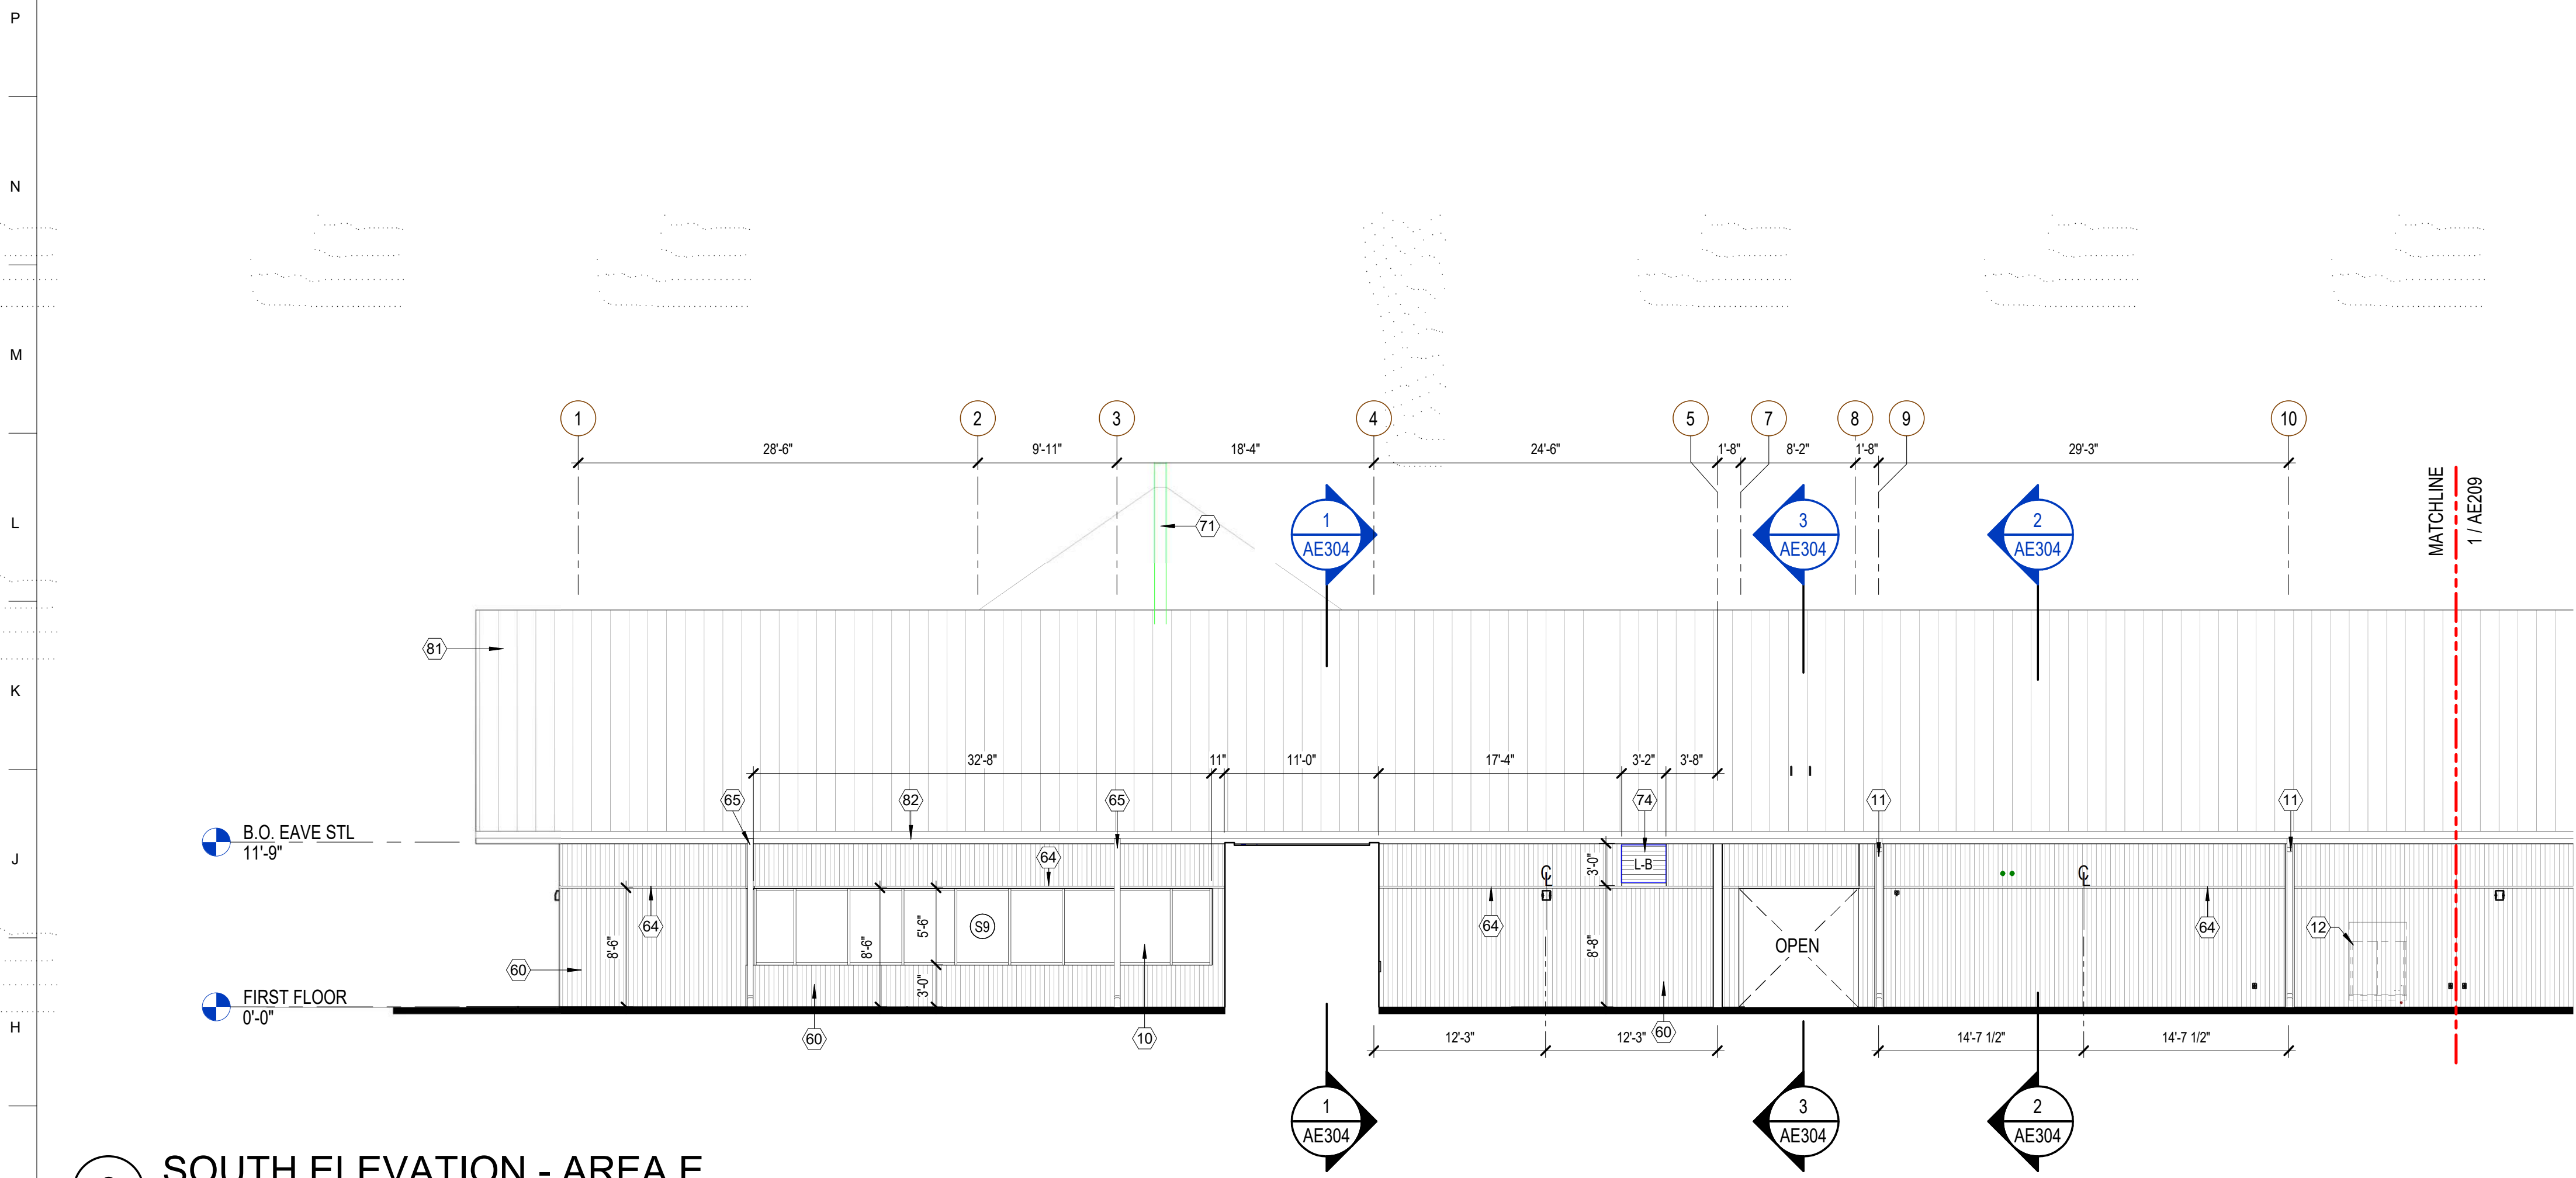 P
N
M
L
K
J
H
1
2
3
4
5
7
8
9
10
28'-6"
9'-11"
18'-4"
24'-6"
1'-8"
8'-2"
1'-8"
29'-3"
MATCHLINE
1 / AE209
71
1
AE304
3
AE304
2
AE304
81
32'-8"
11"
11'-0"
17'-4"
3'-2"
3'-8"
65
82
65
74
11
11
B.O. EAVE STL
11'-9"
64
3'-0"
L-B
CL
CL
64
8'-6"
8'-6"
5'-6"
S9
64
8'-8"
OPEN
64
12
60
3'-0"
FIRST FLOOR
0'-0"
60
10
60
12'-3"
12'-3"
14'-7 1/2"
14'-7 1/2"
1
AE304
3
AE304
2
AE304
SOUTH ELEVATION - AREA